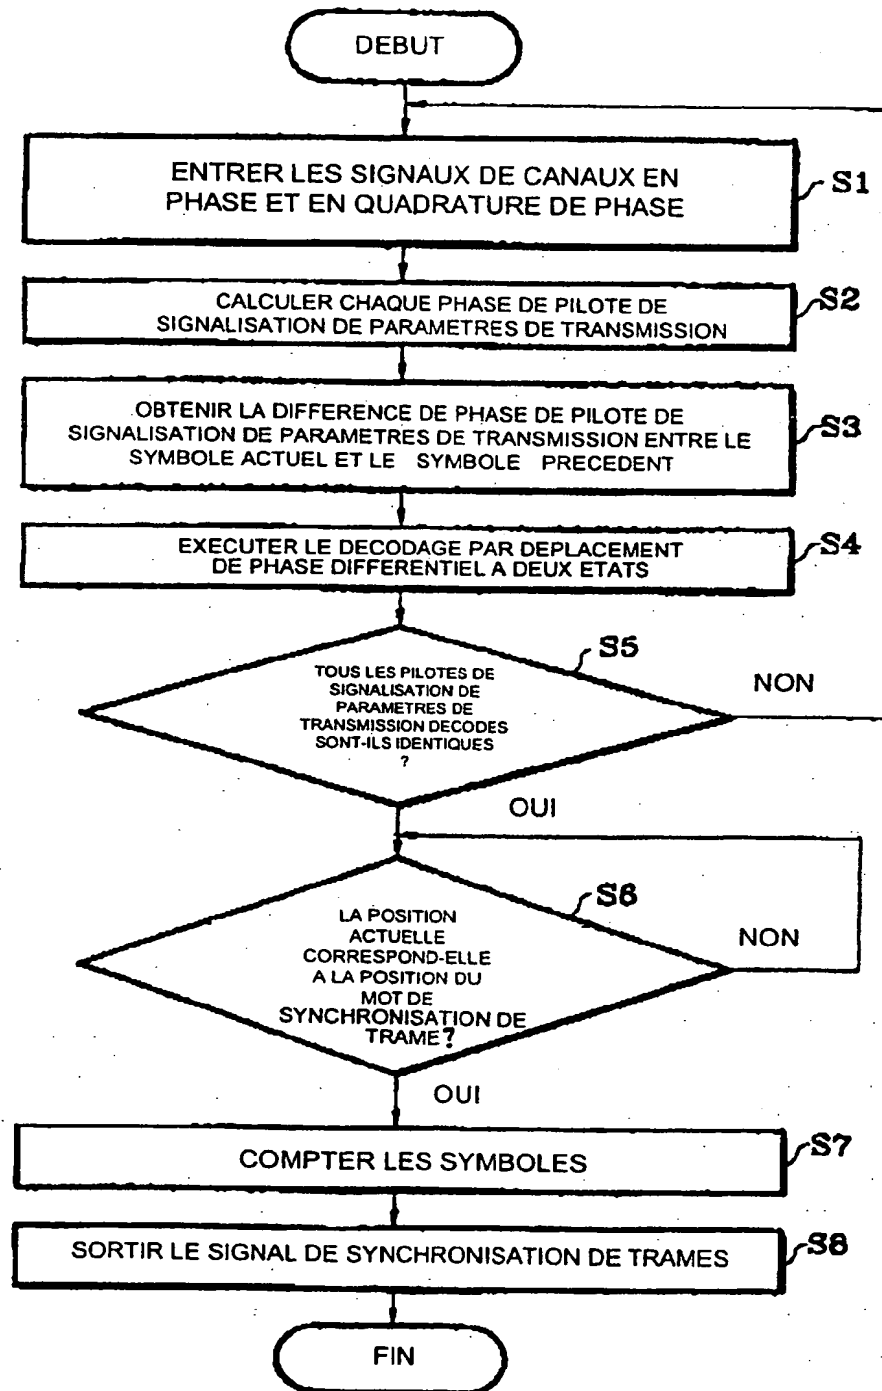 DEBUT
ENTRER LES SIGNAUX DE CANAUX EN
PHASE ET EN QUADRATURE DE PHASE
S1
CALCULER CHAQUE PHASE DE PILOTE DE
SIGNALISATION DE PARAMETRES DE TRANSMISSION
S2
OBTENIR LA DIFFERENCE DE PHASE DE PILOTE DE
SIGNALISATION DE PARAMETRES DE TRANSMISSION ENTRE LE
SYMBOLE ACTUEL ET LE SYMBOLE PRECEDENT
S3
EXECUTER LE DECODAGE PAR DEPLACEMENT
DE PHASE DIFFERENTIEL A DEUX ETATS
S4
S5
TOUS LES PILOTES DE
SIGNALISATION DE
PARAMETRES DE
TRANSMISSION DECODES
SONT-ILS IDENTIQUES
?
NON
OUI
S6
LA POSITION
ACTUELLE
CORRESPOND-ELLE
A LA POSITION DU
MOT DE
SYNCHRONISATION DE
TRAME?
NON
OUI
COMPTER LES SYMBOLES
S7
SORTIR LE SIGNAL DE SYNCHRONISATION DE TRAMES
S8
FIN